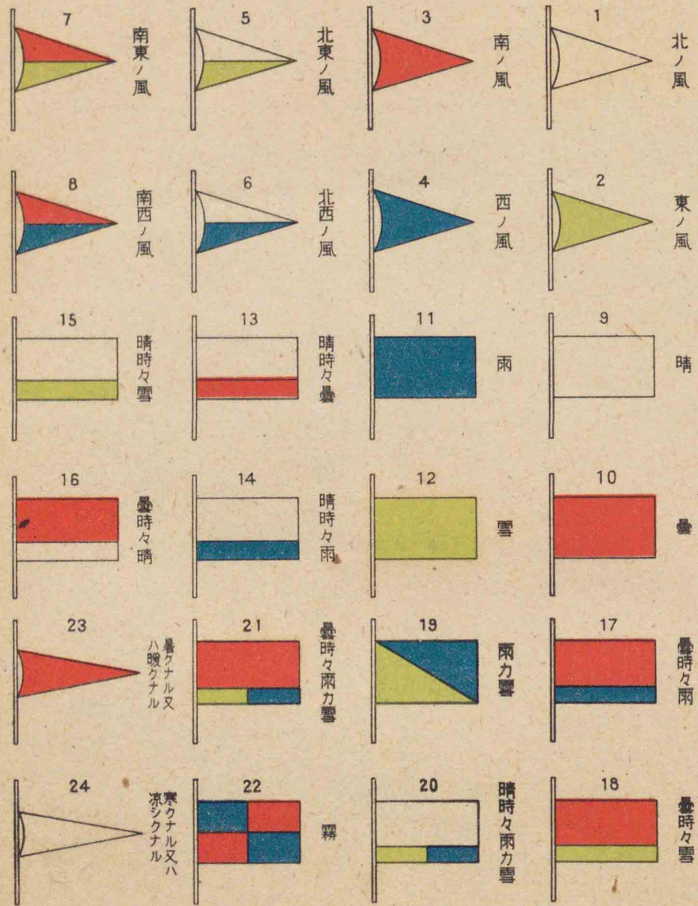 1
北ノ風
2
東ノ風
3
南ノ風
4
西ノ風
5
北東ノ風
6
北西ノ風
7
南東ノ風
8
南西ノ風
9
晴
10
曇
11
雨
12
雪
13
晴時々曇
14
晴時々雨
15
晴時々雪
16
曇時々晴
17
曇時々雨
18
曇時々雪
19
雨カ雪
20
晴時々雨カ雪
21
曇時々雨カ雪
22
霧
23
暑クナル又
ハ暖クナル
24
寒クナル又ハ
凉シクナル